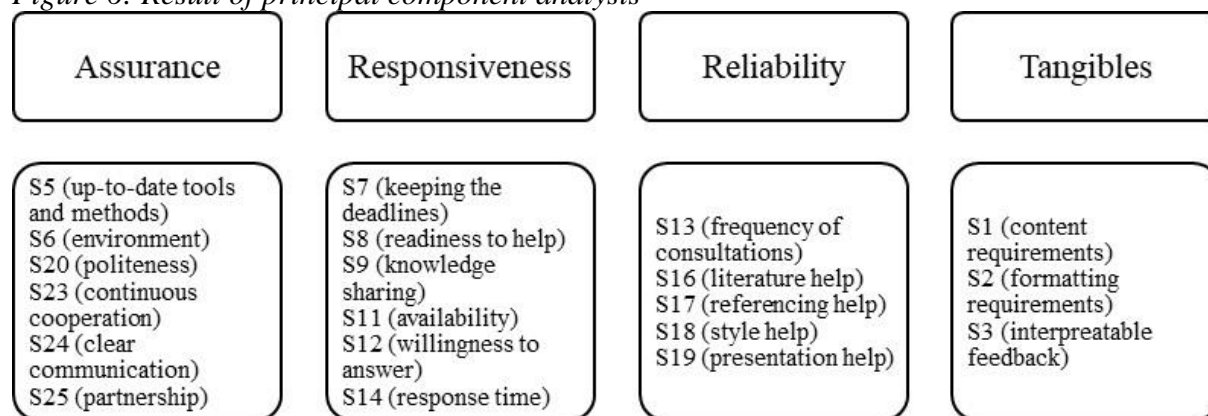 Figure 6: Result of principal component analysis
Assurance
Responsiveness
Reliability
Tangibles
S5 (up-to-date tools
and methods)
S6 (environment)
S20 (politeness)
S23 (continuous
cooperation)
S24 (clear
communication)
S25 (partnership)
S7 (keeping the
deadlines)
S8 (readiness to help)
S9 (knowledge
sharing)
S11 (availability)
S12 (willingness to
answer)
S14 (response time)
S13 (frequency of
consultations)
S16 (literature help)
S17 (referencing help)
S18 (style help)
S19 (presentation help)
S1 (content
requirements)
S2 (formatting
requirements)
S3 (interpreatable
feedback)